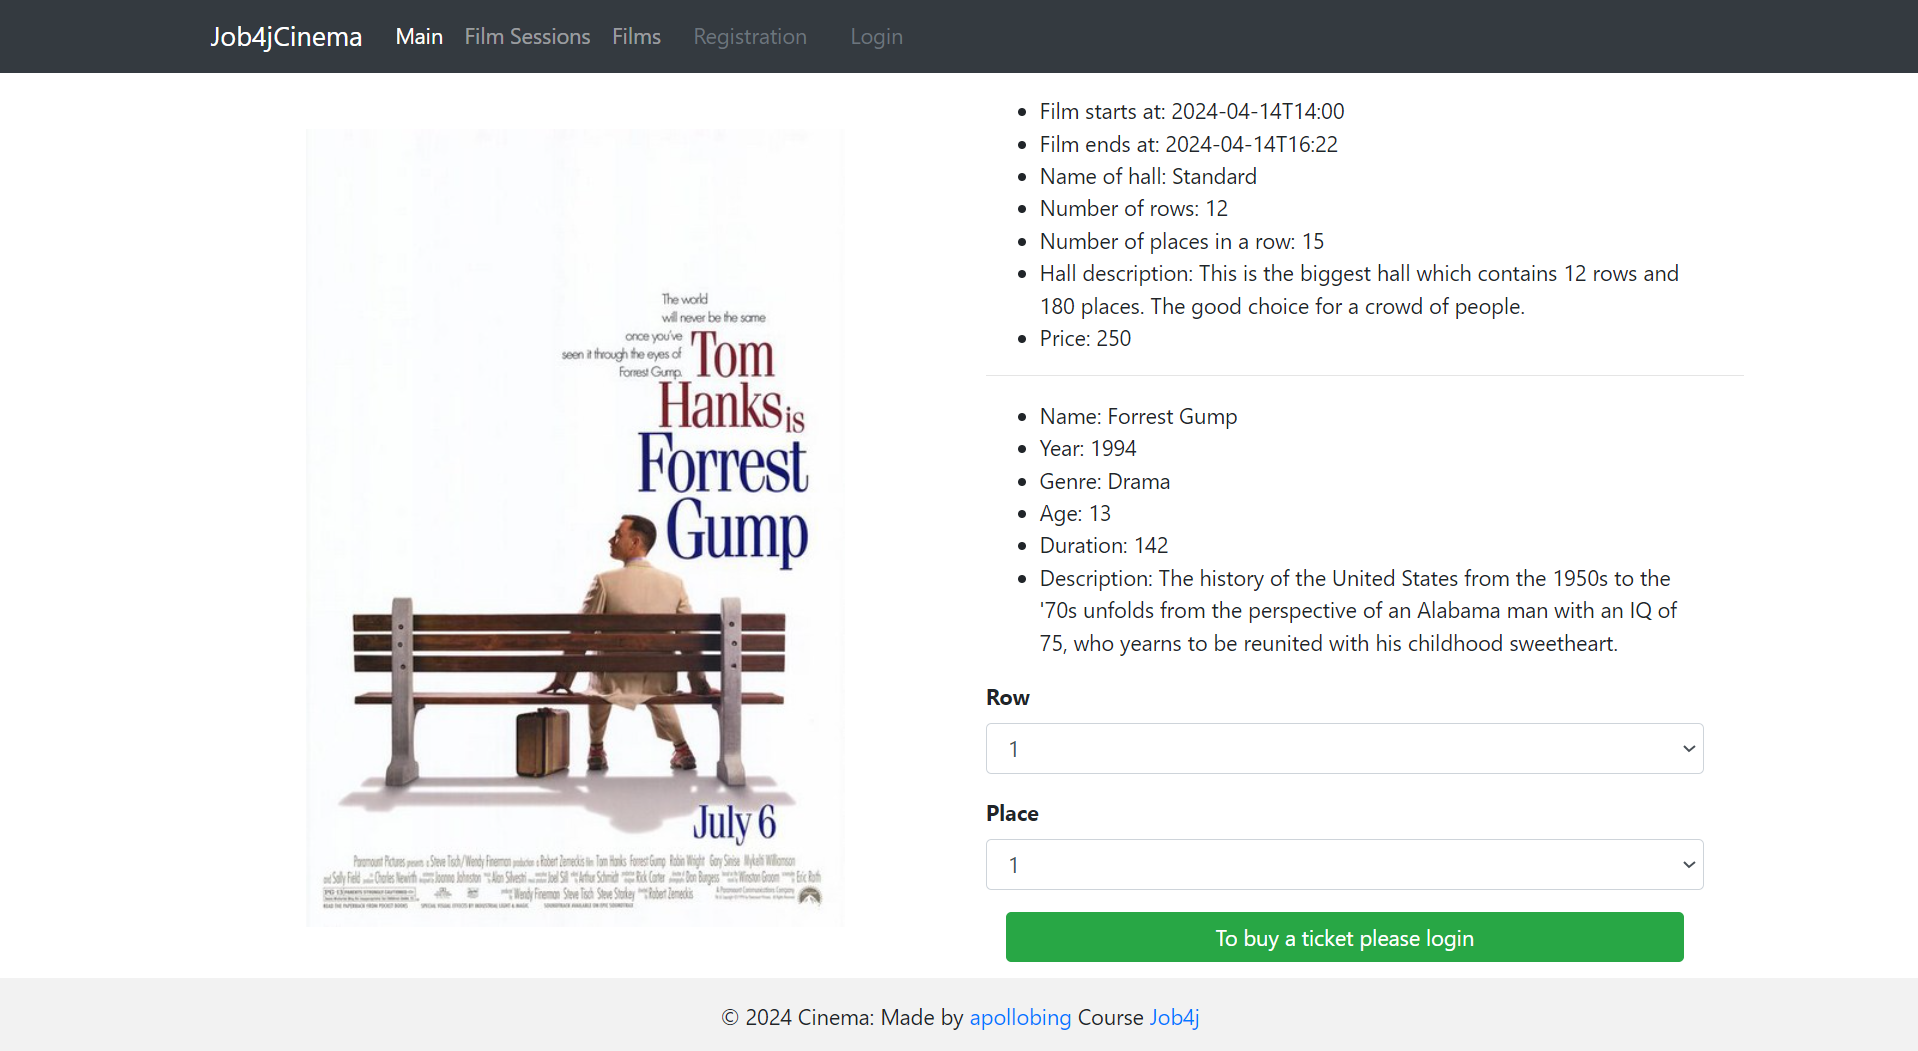 Job4jCinema Main Film Sessions Films Registration Login
The world
will never be the same
once you've
seen it through the eyes of
Forrest Gump.
Tom
Hanks is
Forrest
Gump
July 6
Film starts at: 2024-04-14T14:00
Film ends at: 2024-04-14T16:22
Name of hall: Standard
Number of rows: 12
Number of places in a row: 15
Hall description: This is the biggest hall which contains 12 rows and
180 places. The good choice for a crowd of people.
Price: 250
Name: Forrest Gump
Year: 1994
Genre: Drama
Age: 13
Duration: 142
Description: The history of the United States from the 1950s to the
'70s unfolds from the perspective of an Alabama man with an IQ of
75, who yearns to be reunited with his childhood sweetheart.
Row
1
Place
1
To buy a ticket please login
© 2024 Cinema: Made by apollobing Course Job4j